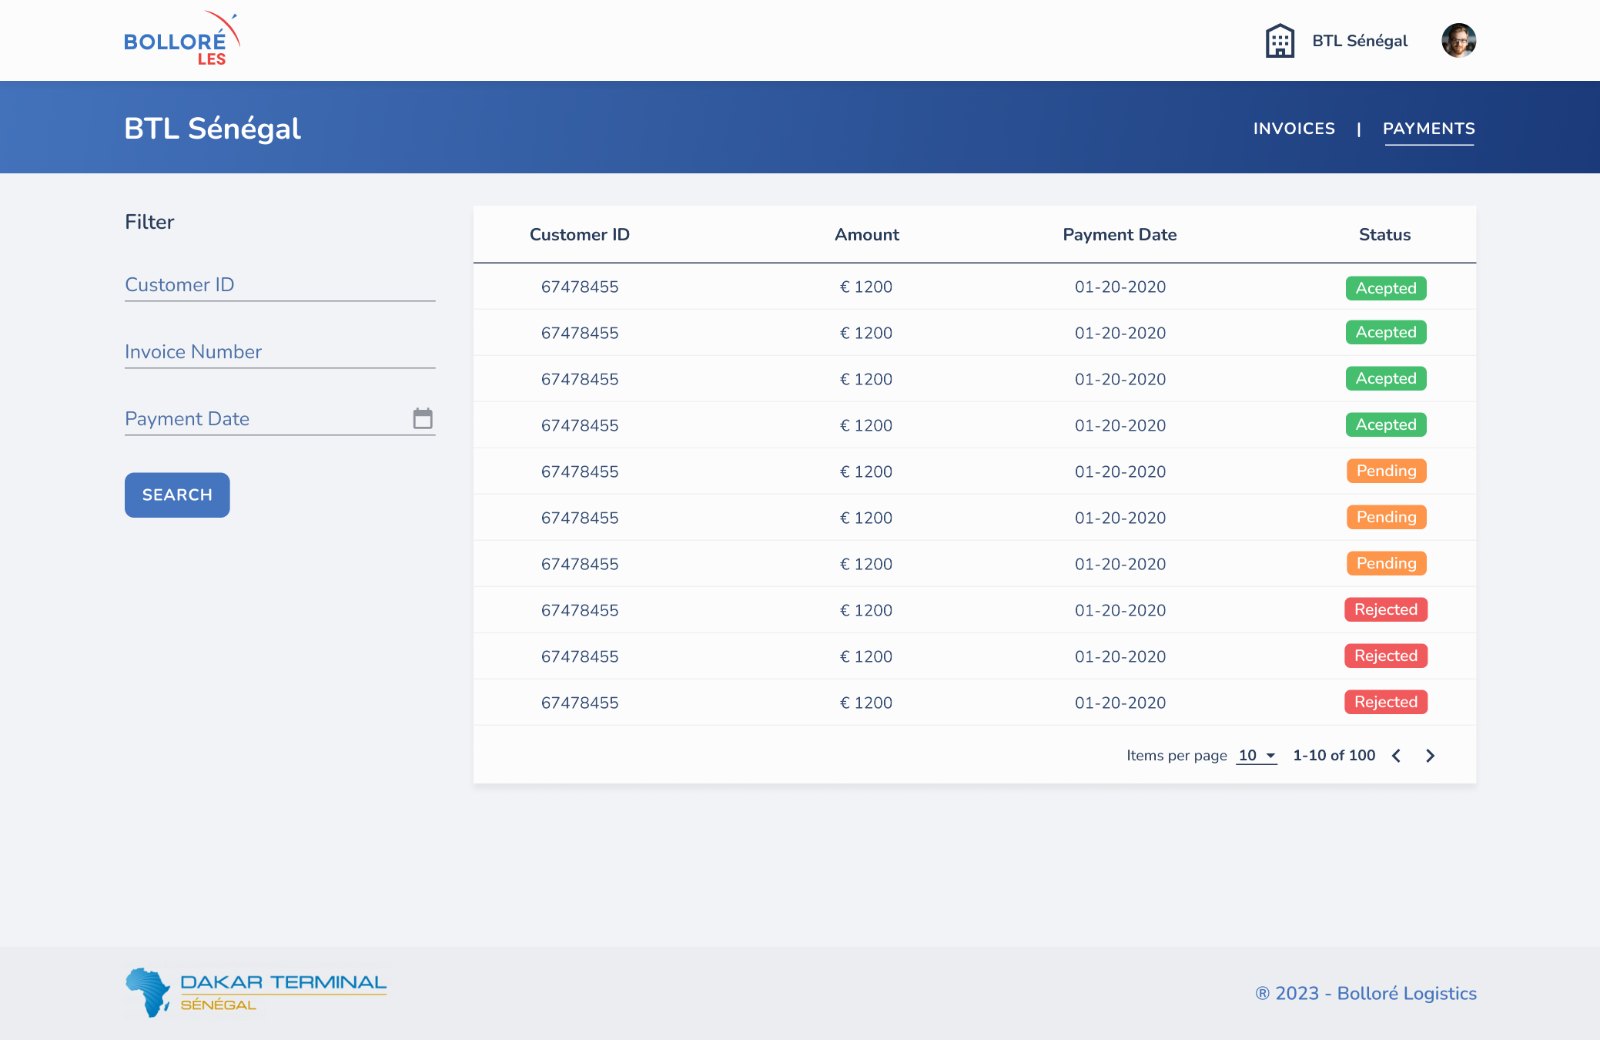 BOLLORÉ
LES
BTL Sénégal
BTL Sénégal
INVOICES | PAYMENTS
Filter
Customer ID
Invoice Number
Payment Date
SEARCH
Customer ID Amount Payment Date Status
67478455 € 1200 01-20-2020 Acepted
67478455 € 1200 01-20-2020 Acepted
67478455 € 1200 01-20-2020 Acepted
67478455 € 1200 01-20-2020 Acepted
67478455 € 1200 01-20-2020 Pending
67478455 € 1200 01-20-2020 Pending
67478455 € 1200 01-20-2020 Pending
67478455 € 1200 01-20-2020 Rejected
67478455 € 1200 01-20-2020 Rejected
67478455 € 1200 01-20-2020 Rejected
Items per page 10 1-10 of 100
DAKAR TERMINAL
SÉNÉGAL
® 2023 - Bolloré Logistics